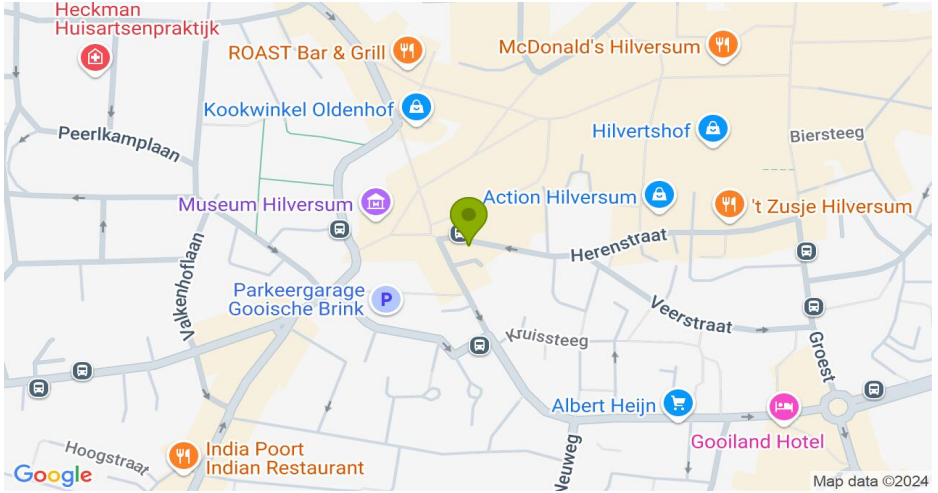 Heckman
Huisartsenpraktijk
ROAST Bar & Grill
McDonald's Hilversum
Kookwinkel Oldenhof
Hilvertshof
Peerlkamplaan
Biersteeg
Museum Hilversum
Action Hilversum
't Zusje Hilversum
Valkenhoflaan
Herenstraat
Parkeergarage
Gooische Brink
P
Veerstraat
Kruissteeg
Groest
Albert Heijn
Gooiland Hotel
Hoogstraat
India Poort
Indian Restaurant
Neuweg
Google
Map data ©2024